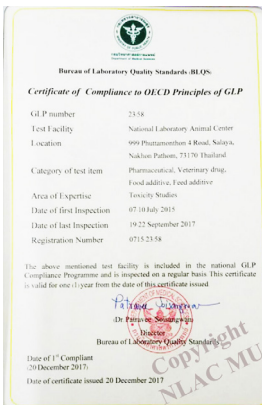 Department of Medical Sciences
Bureau of Laboratory Quality Standards (BLQS)
Certificate of Compliance to OECD Principles of GLP
GLP number 23/58
Test Facility National Laboratory Animal Center
Location 999 Phuttamonthon 4 Road, Salaya,
Nakhon Pathom, 73170 Thailand
Category of test item Pharmaceutical, Veterinary drug,
Food additive, Feed additive
Area of Expertise Toxicity Studies
Date of first Inspection 07-10 July 2015
Date of last Inspection 19-22 September 2017
Registration Number 0715/23/58
The above mentioned test facility is included in the national GLP
Compliance Programme and is inspected on a regular basis This certificate
is valid for one (1) year from the date of this certificate issued.
Director
Bureau of Laboratory Quality Standards
Date of 1st Compliant
(20 December 2017)
Date of certificate issued 20 December 2017
Copyright
NLAC MU